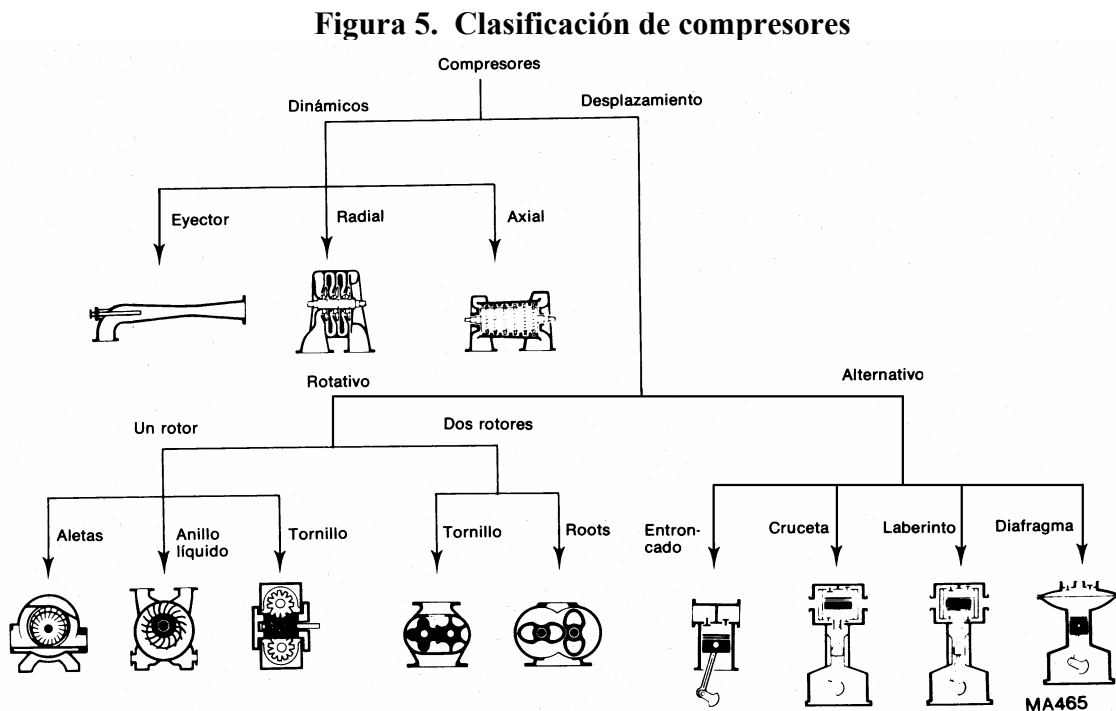 Figura 5. Clasificación de compresores
Compresores
Dinámicos
Desplazamiento
Eyector
Radial
Axial
Rotativo
Alternativo
Un rotor
Dos rotores
Aletas
Anillo
líquido
Tornillo
Tornillo
Roots
Entron-
cado
Cruceta
Laberinto
Diafragma
MA465